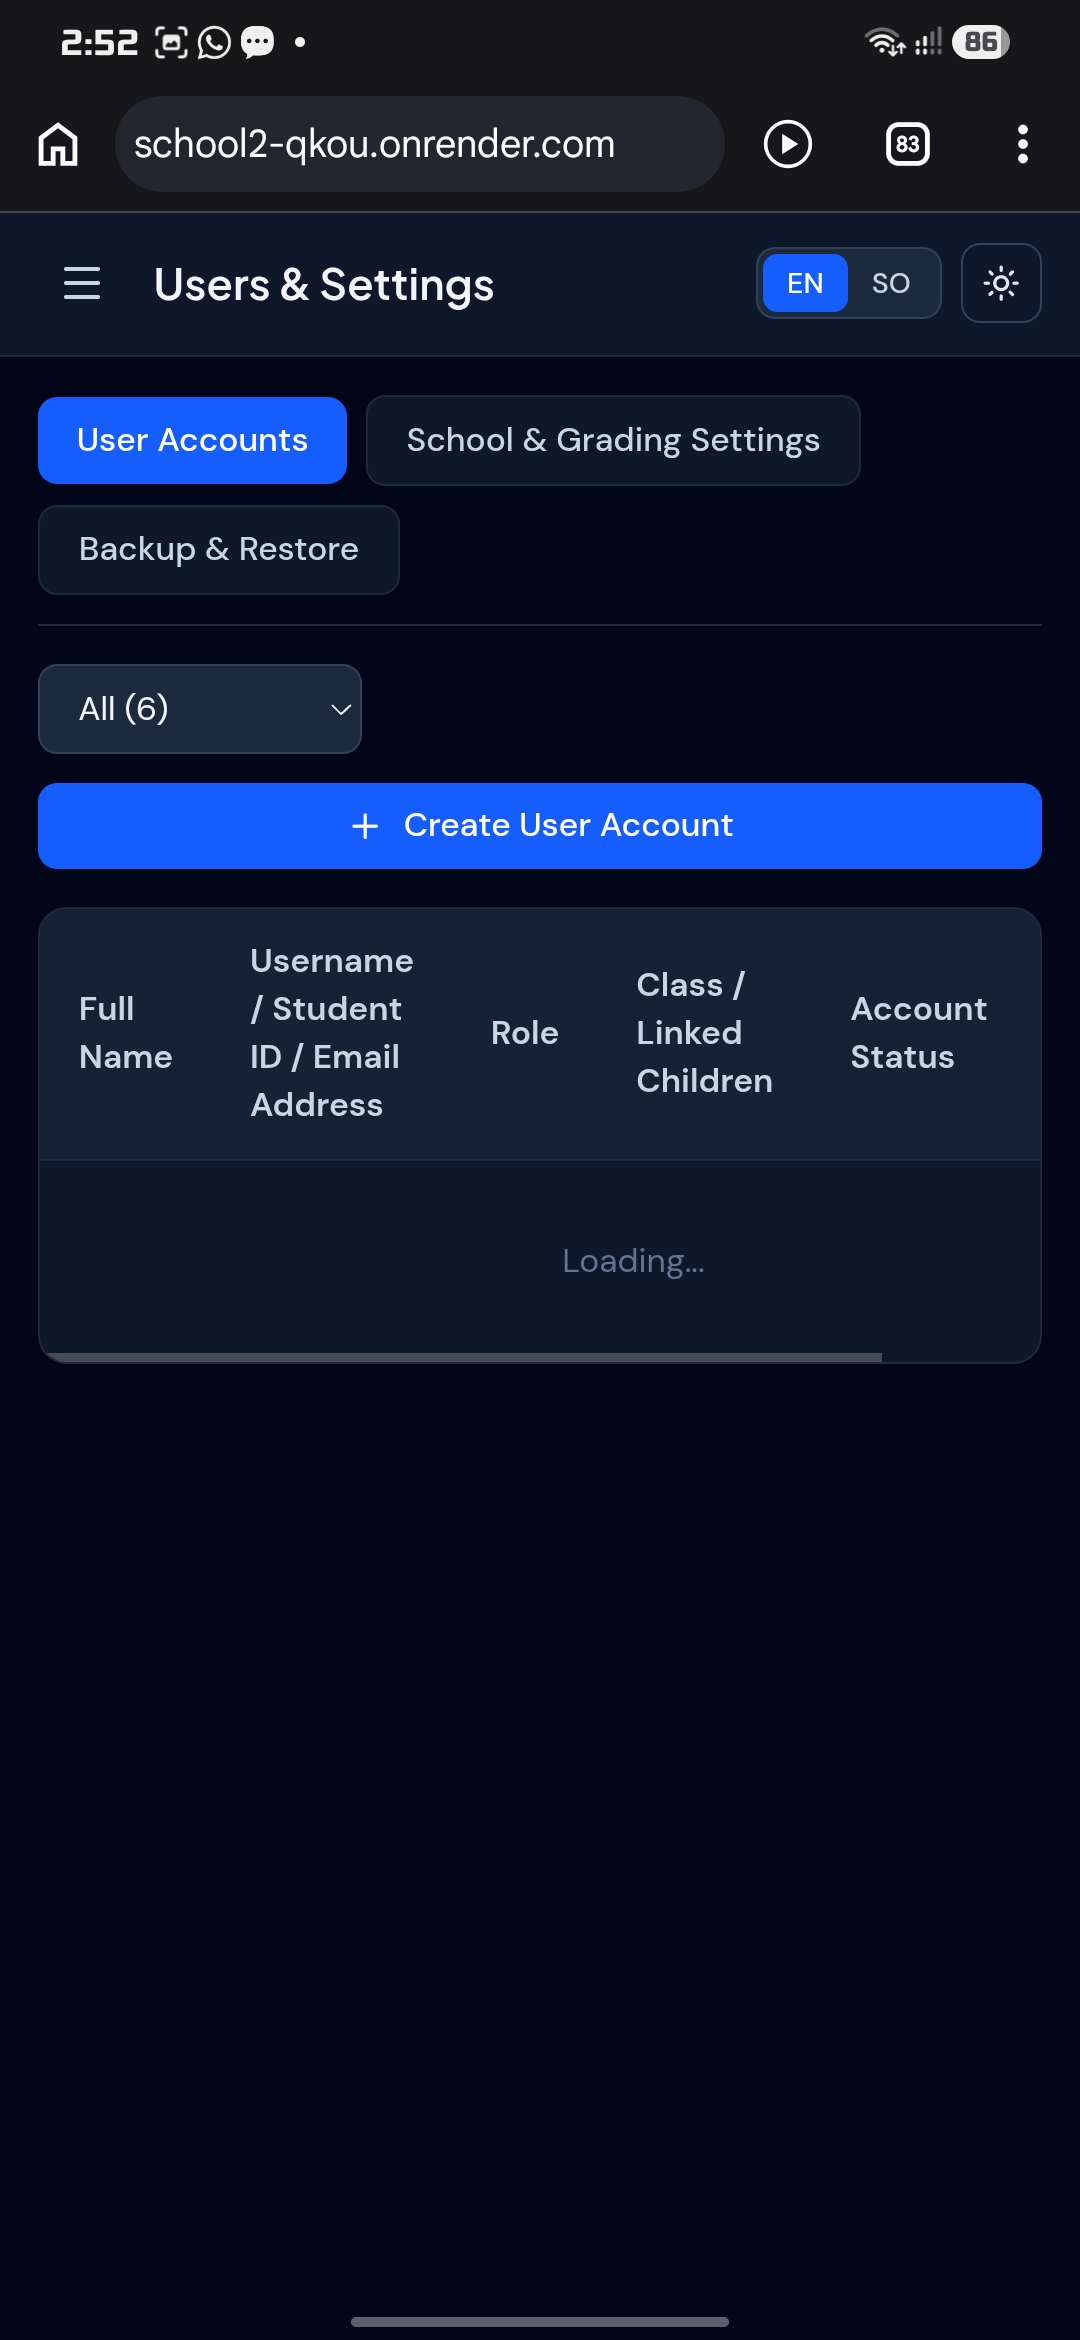 2:52
86
school2-qkou.onrender.com
83
Users & Settings
EN
SO
User Accounts
School & Grading Settings
Backup & Restore
All (6)
+ Create User Account
Full
Name
Username
/ Student
ID / Email
Address
Role
Class /
Linked
Children
Account
Status
Loading...